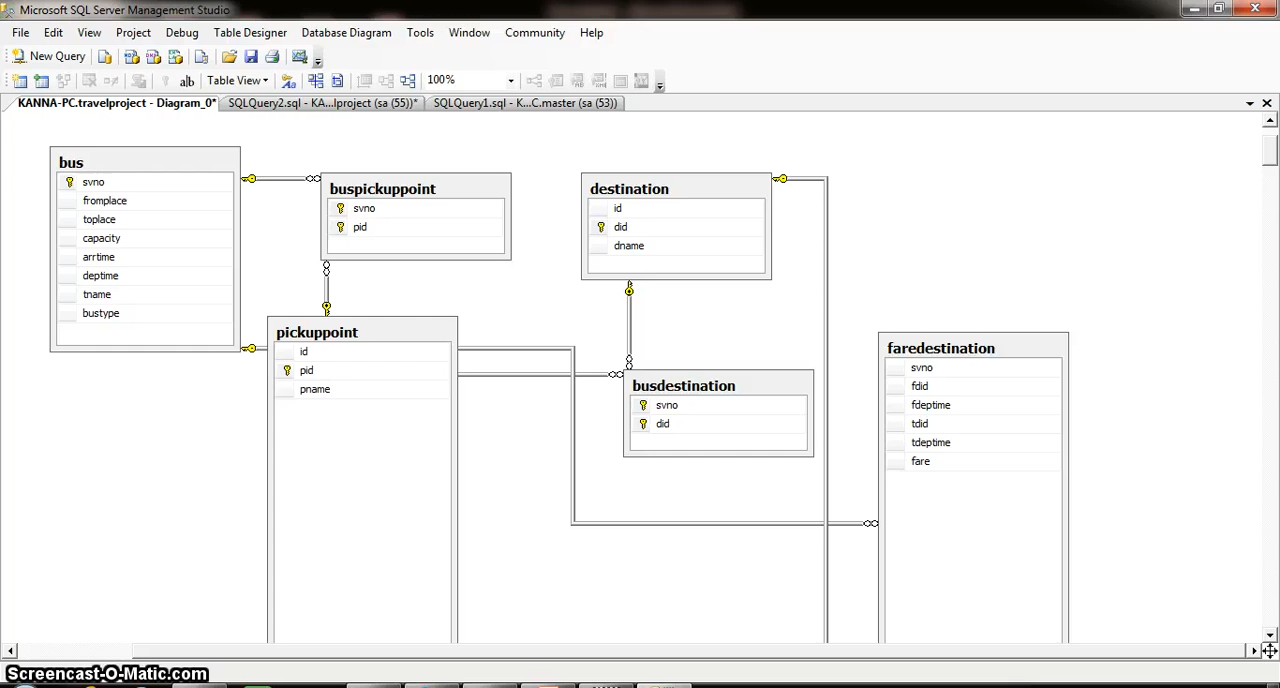 Microsoft SQL Server Management Studio
File Edit View Project Debug Table Designer Database Diagram Tools Window Community Help
New Query
ab Table View 100%
KANNA-PC.travelproject - Diagram_0* SQLQuery2.sql - KA...lproject (sa (55))* SQLQuery1.sql - K...C.master (sa (53))
bus
svno
fromplace
toplace
capacity
arrtime
deptime
tname
bustype
buspickuppoint
svno
pid
destination
id
did
dname
pickuppoint
id
pid
pname
busdestination
svno
did
faredestination
svno
fdid
fdeptime
tdid
tdeptime
fare
Screencast-O-Matic.com